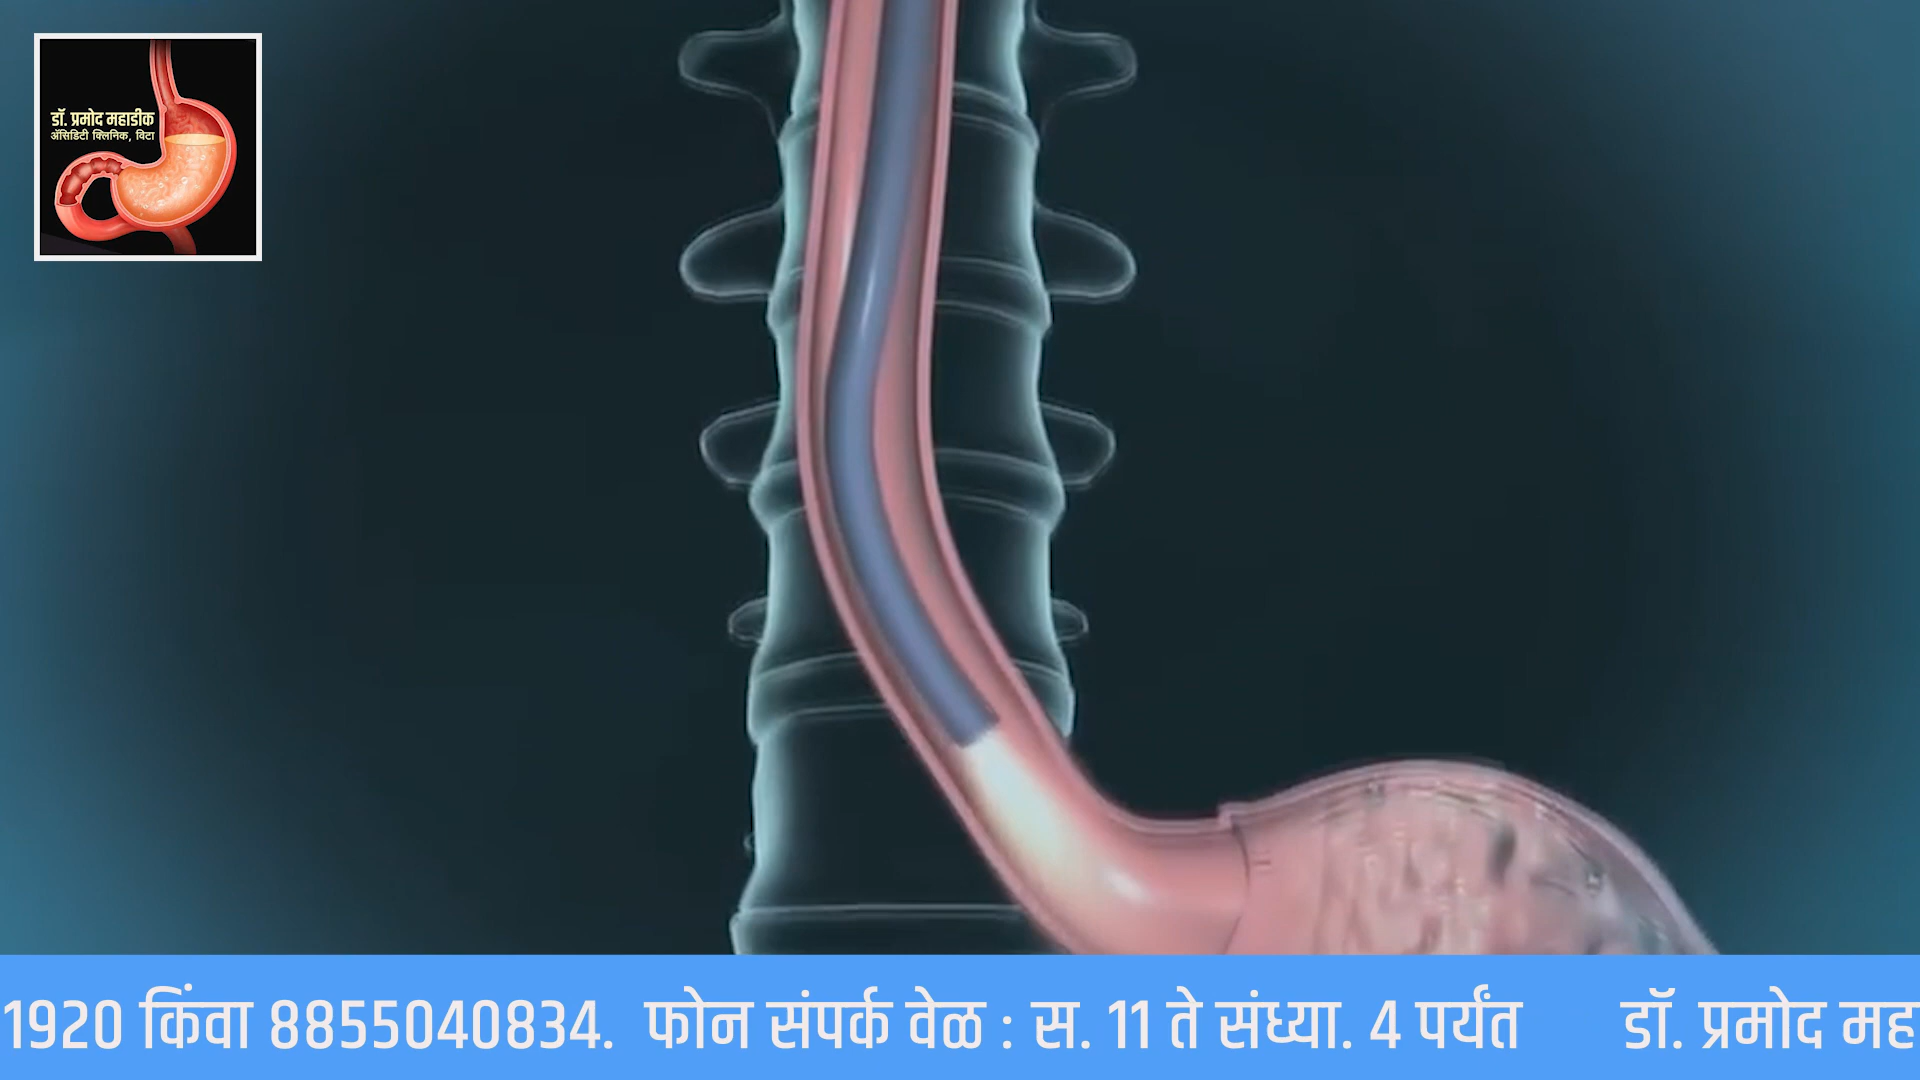 डॉ. प्रमोद महाडीक
ॲसिडिटी क्लिनिक, विटा
1920 किंवा 8855040834. फोन संपर्क वेळ : स. 11 ते संध्या. 4 पर्यंत डॉ. प्रमोद मह